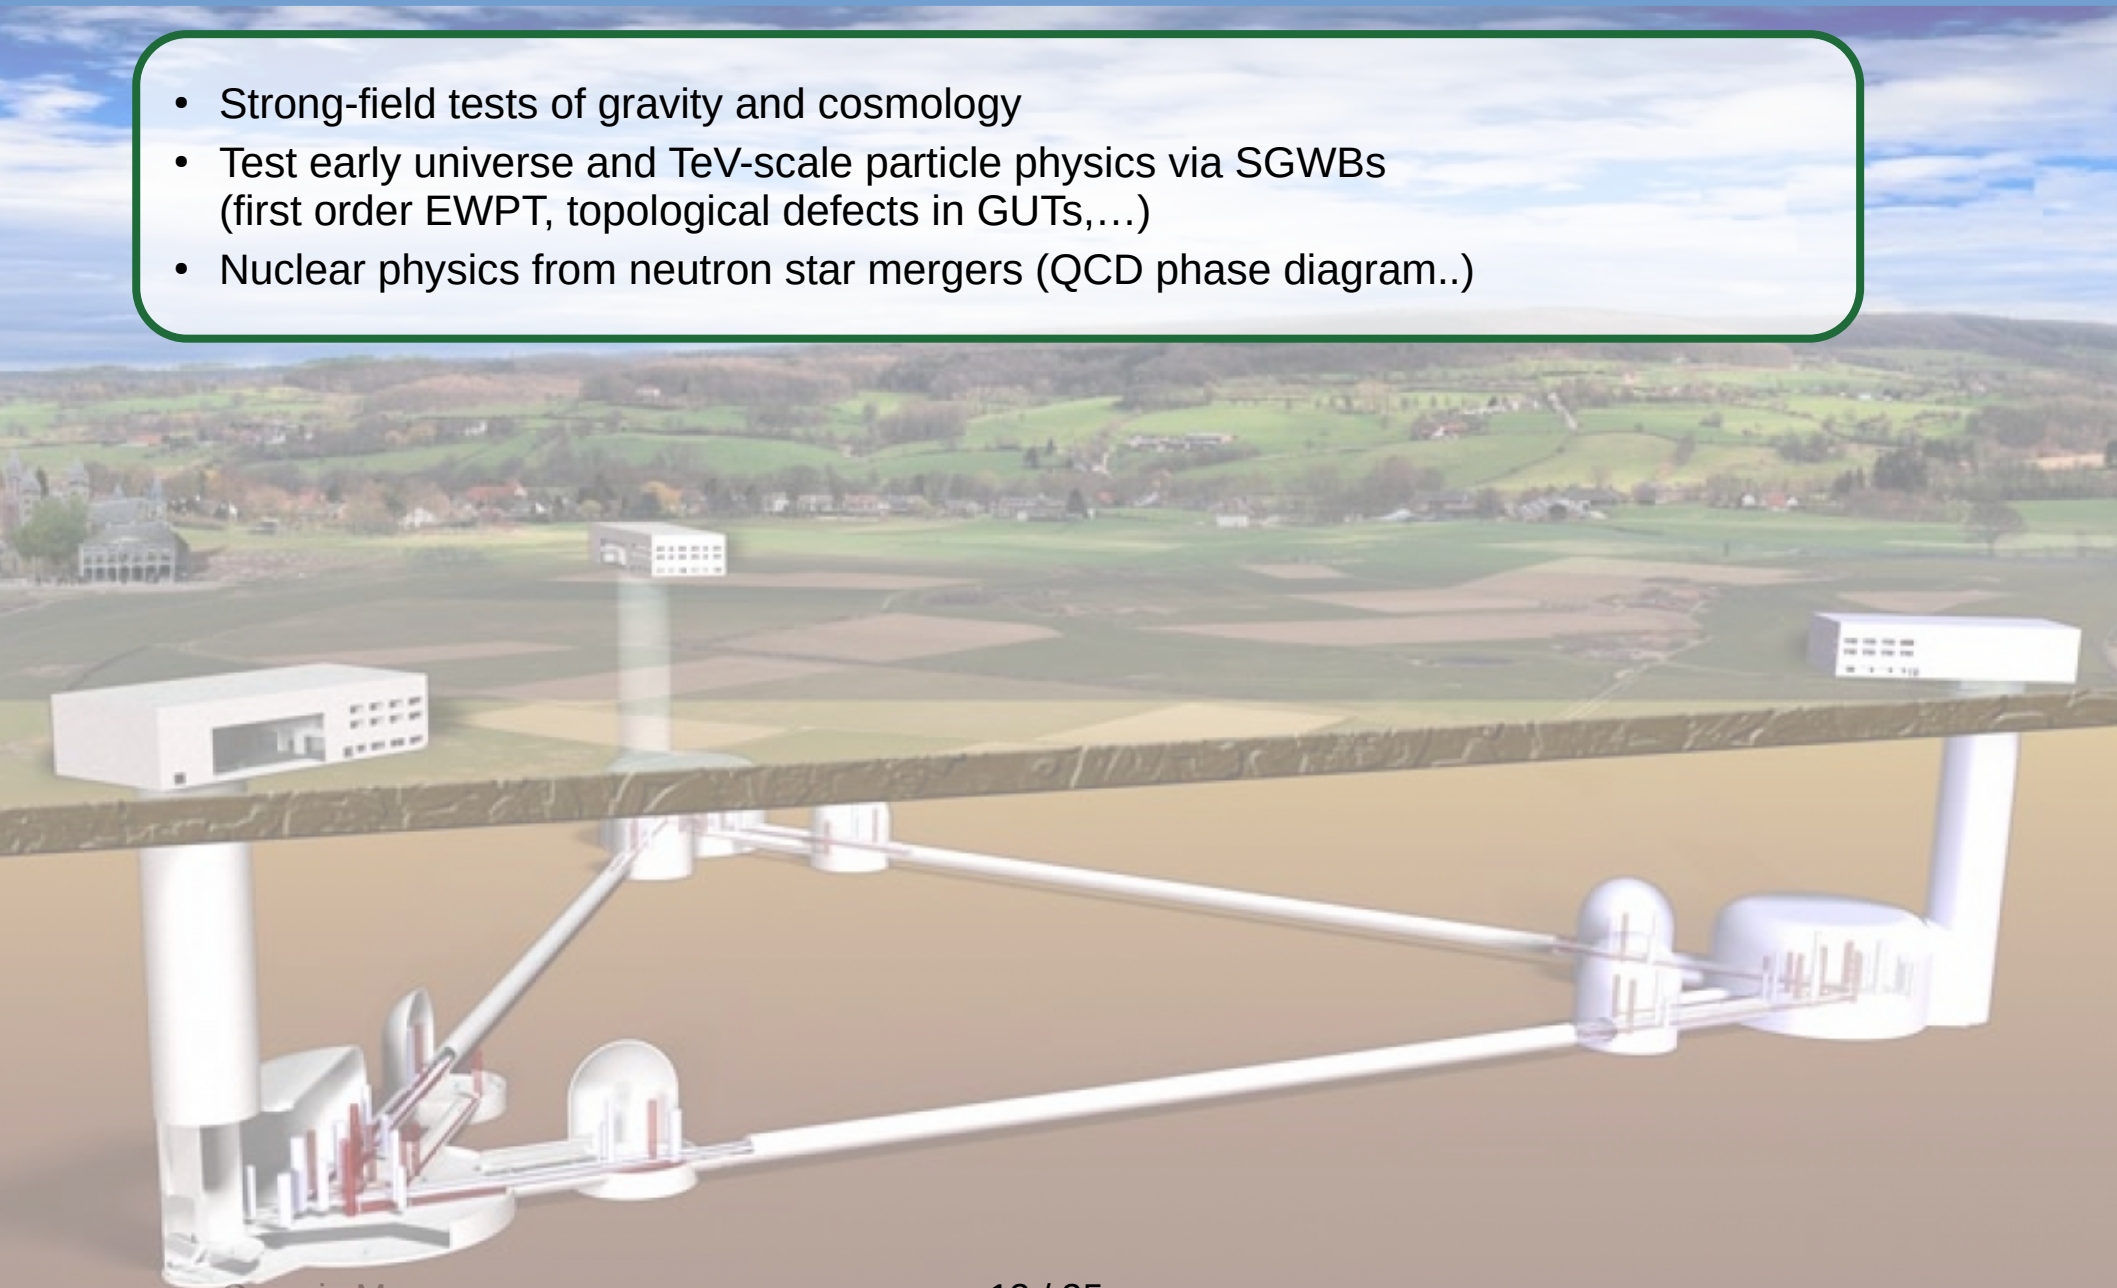 • Strong-field tests of gravity and cosmology
• Test early universe and TeV-scale particle physics via SGWBs
(first order EWPT, topological defects in GUTs,…)
• Nuclear physics from neutron star mergers (QCD phase diagram..)